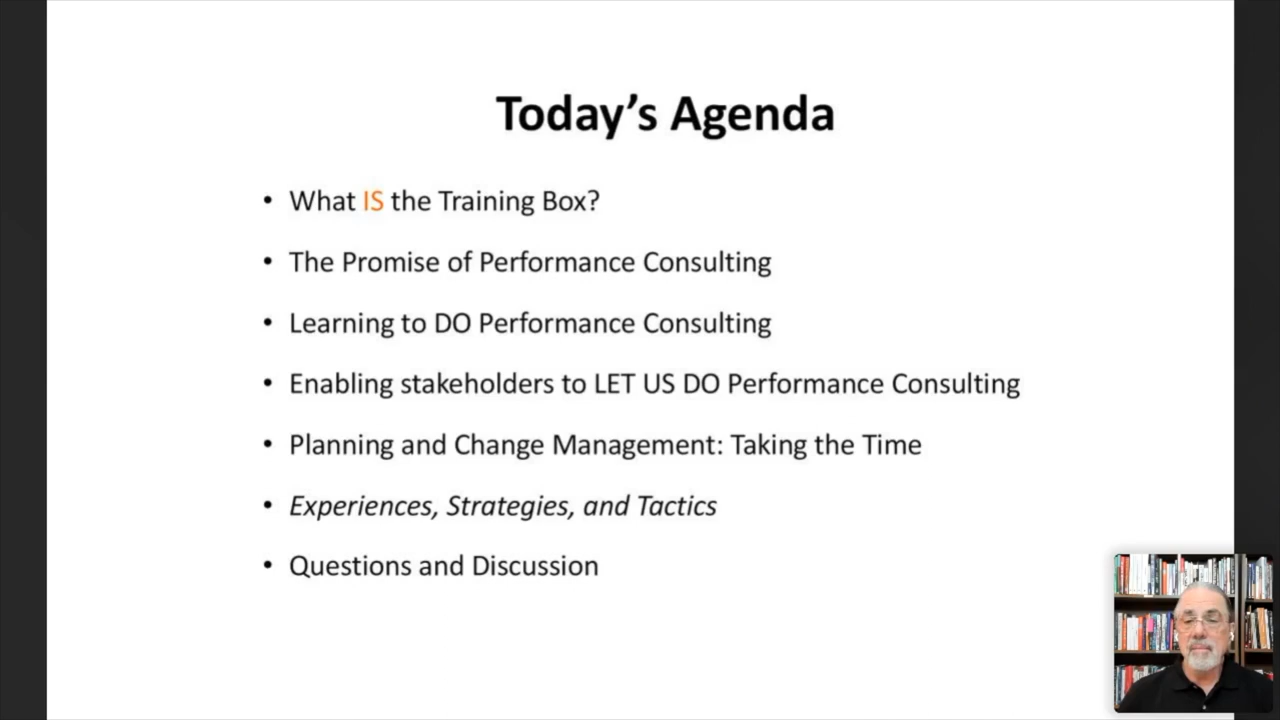 Today's Agenda
• What IS the Training Box?
• The Promise of Performance Consulting
• Learning to DO Performance Consulting
• Enabling stakeholders to LET US DO Performance Consulting
• Planning and Change Management: Taking the Time
• Experiences, Strategies, and Tactics
• Questions and Discussion